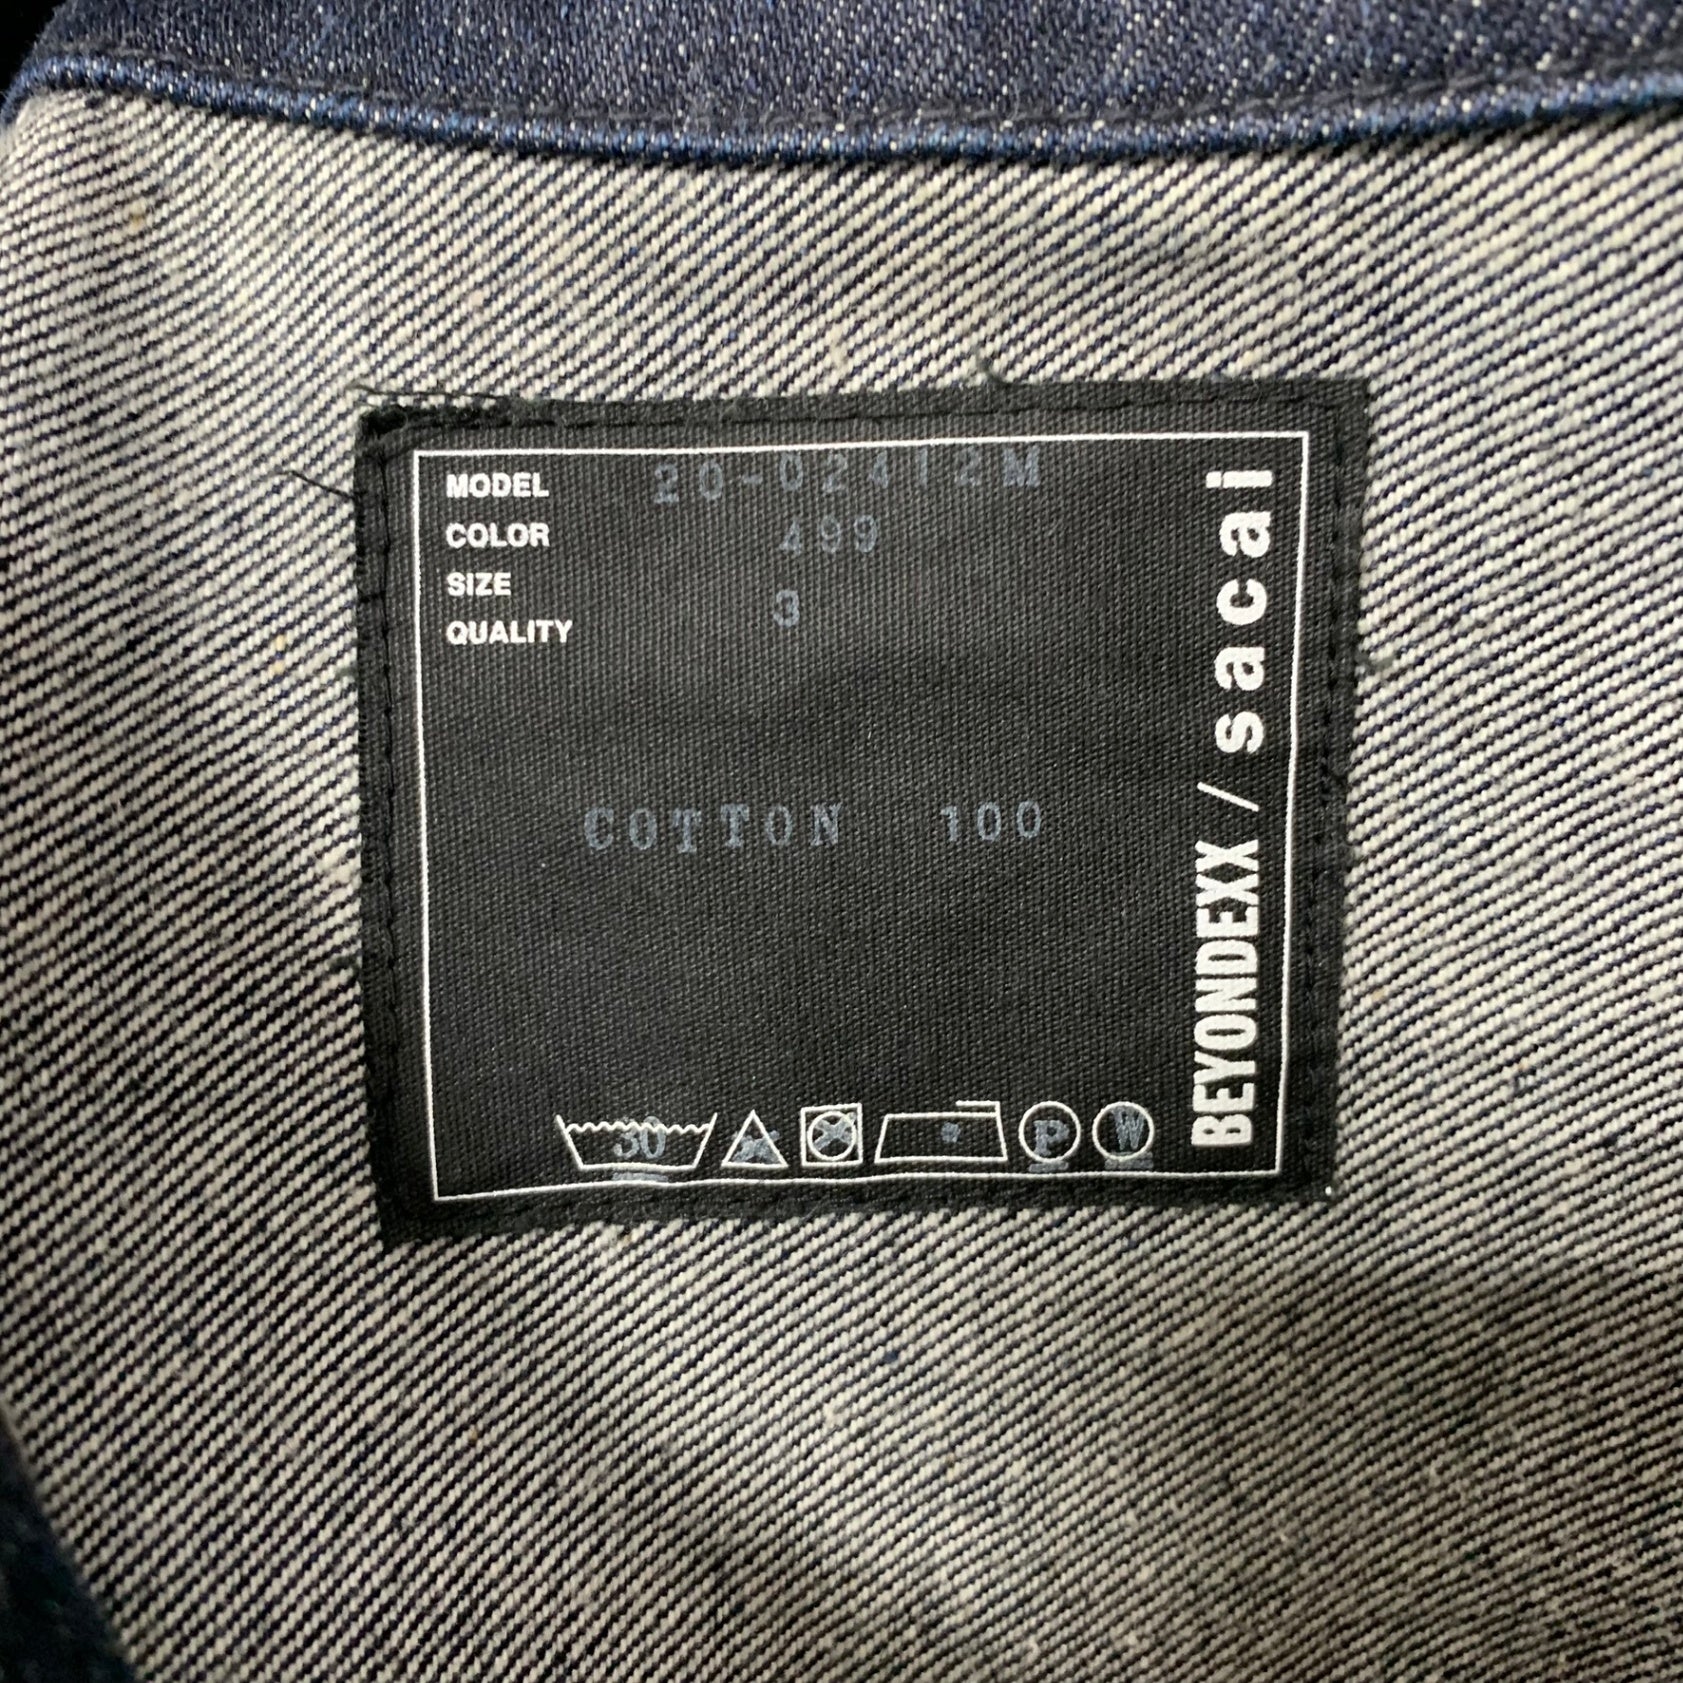 MODEL 20-02412M
COLOR 499
SIZE 3
QUALITY
COTTON 100
30
P
W
BEYONDEXX / sacai